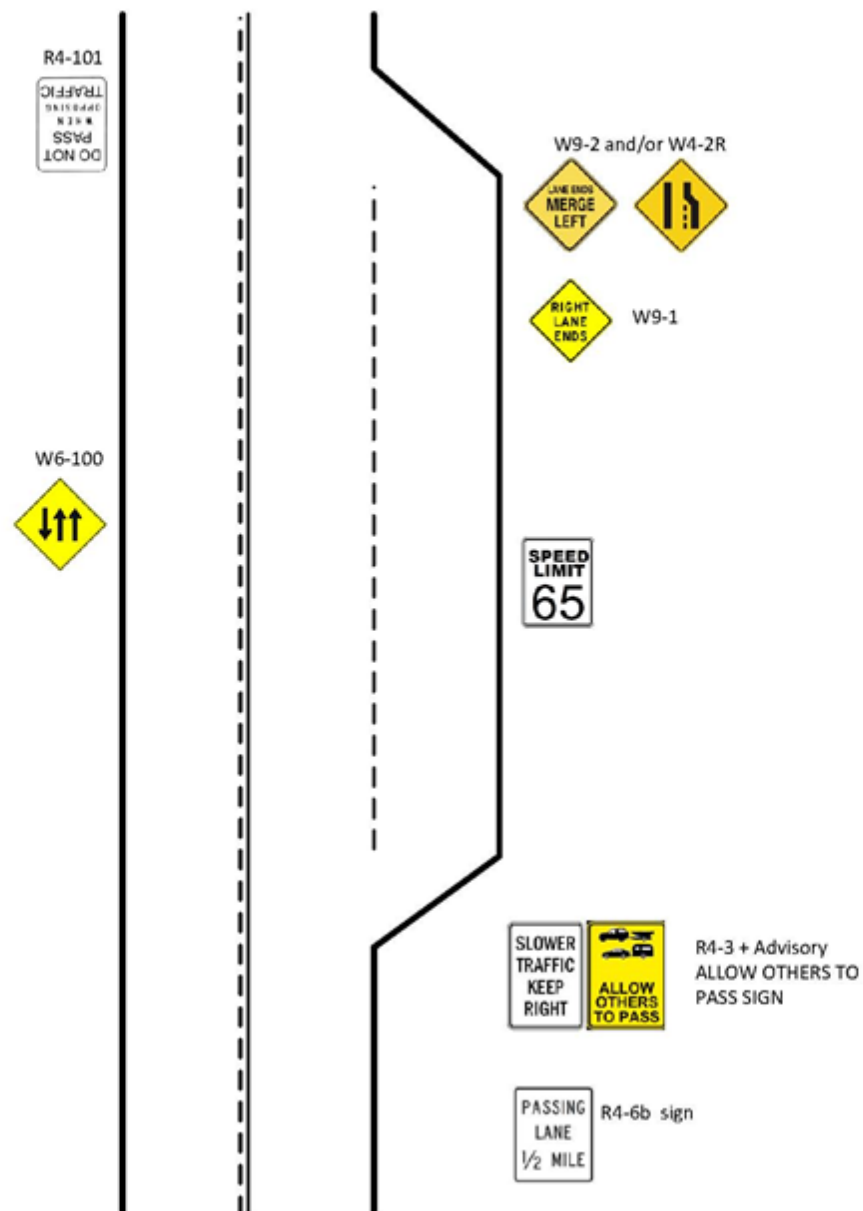 R4-101
DO NOT
PASS
WHEN
OPPOSING
TRAFFIC
W9-2 and/or W4-2R
LANE ENDS
MERGE
LEFT
RIGHT
LANE
ENDS
W9-1
W6-100
SPEED
LIMIT
65
SLOWER
TRAFFIC
KEEP
RIGHT
ALLOW
OTHERS
TO PASS
R4-3 + Advisory
ALLOW OTHERS TO
PASS SIGN
PASSING
LANE
½ MILE
R4-6b sign